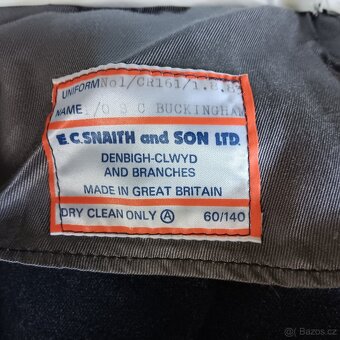 UNIFORM No1/CR161/1.8.8
NAME / O S C BUCKINGHAM
E.C.SNAITH and SON LTD.
DENBIGH-CLWYD
AND BRANCHES
MADE IN GREAT BRITAIN
DRY CLEAN ONLY Ⓐ 60/140
Bazos.cz